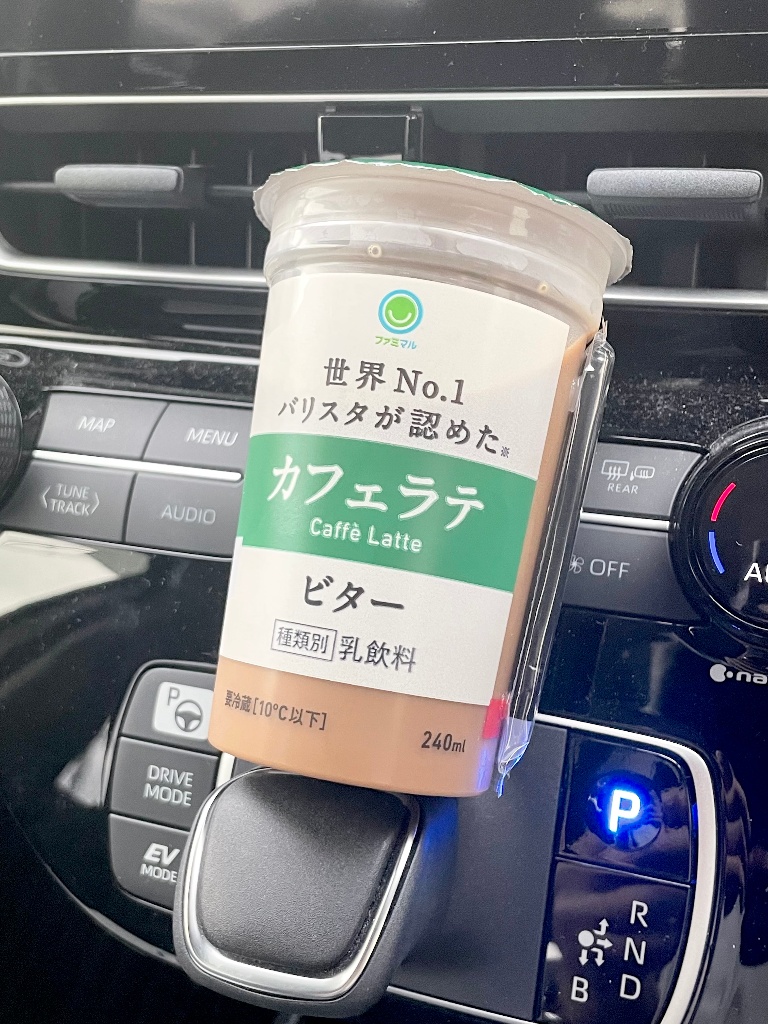 ファミマル
世界 No.1
バリスタが認めた※
カフェラテ
Caffè Latte
ビター
種類別 乳飲料
要冷蔵[10℃以下]
240ml
MAP
MENU
TUNE
TRACK
AUDIO
REAR
OFF
P
DRIVE
MODE
EV
MODE
P
R
N
B D